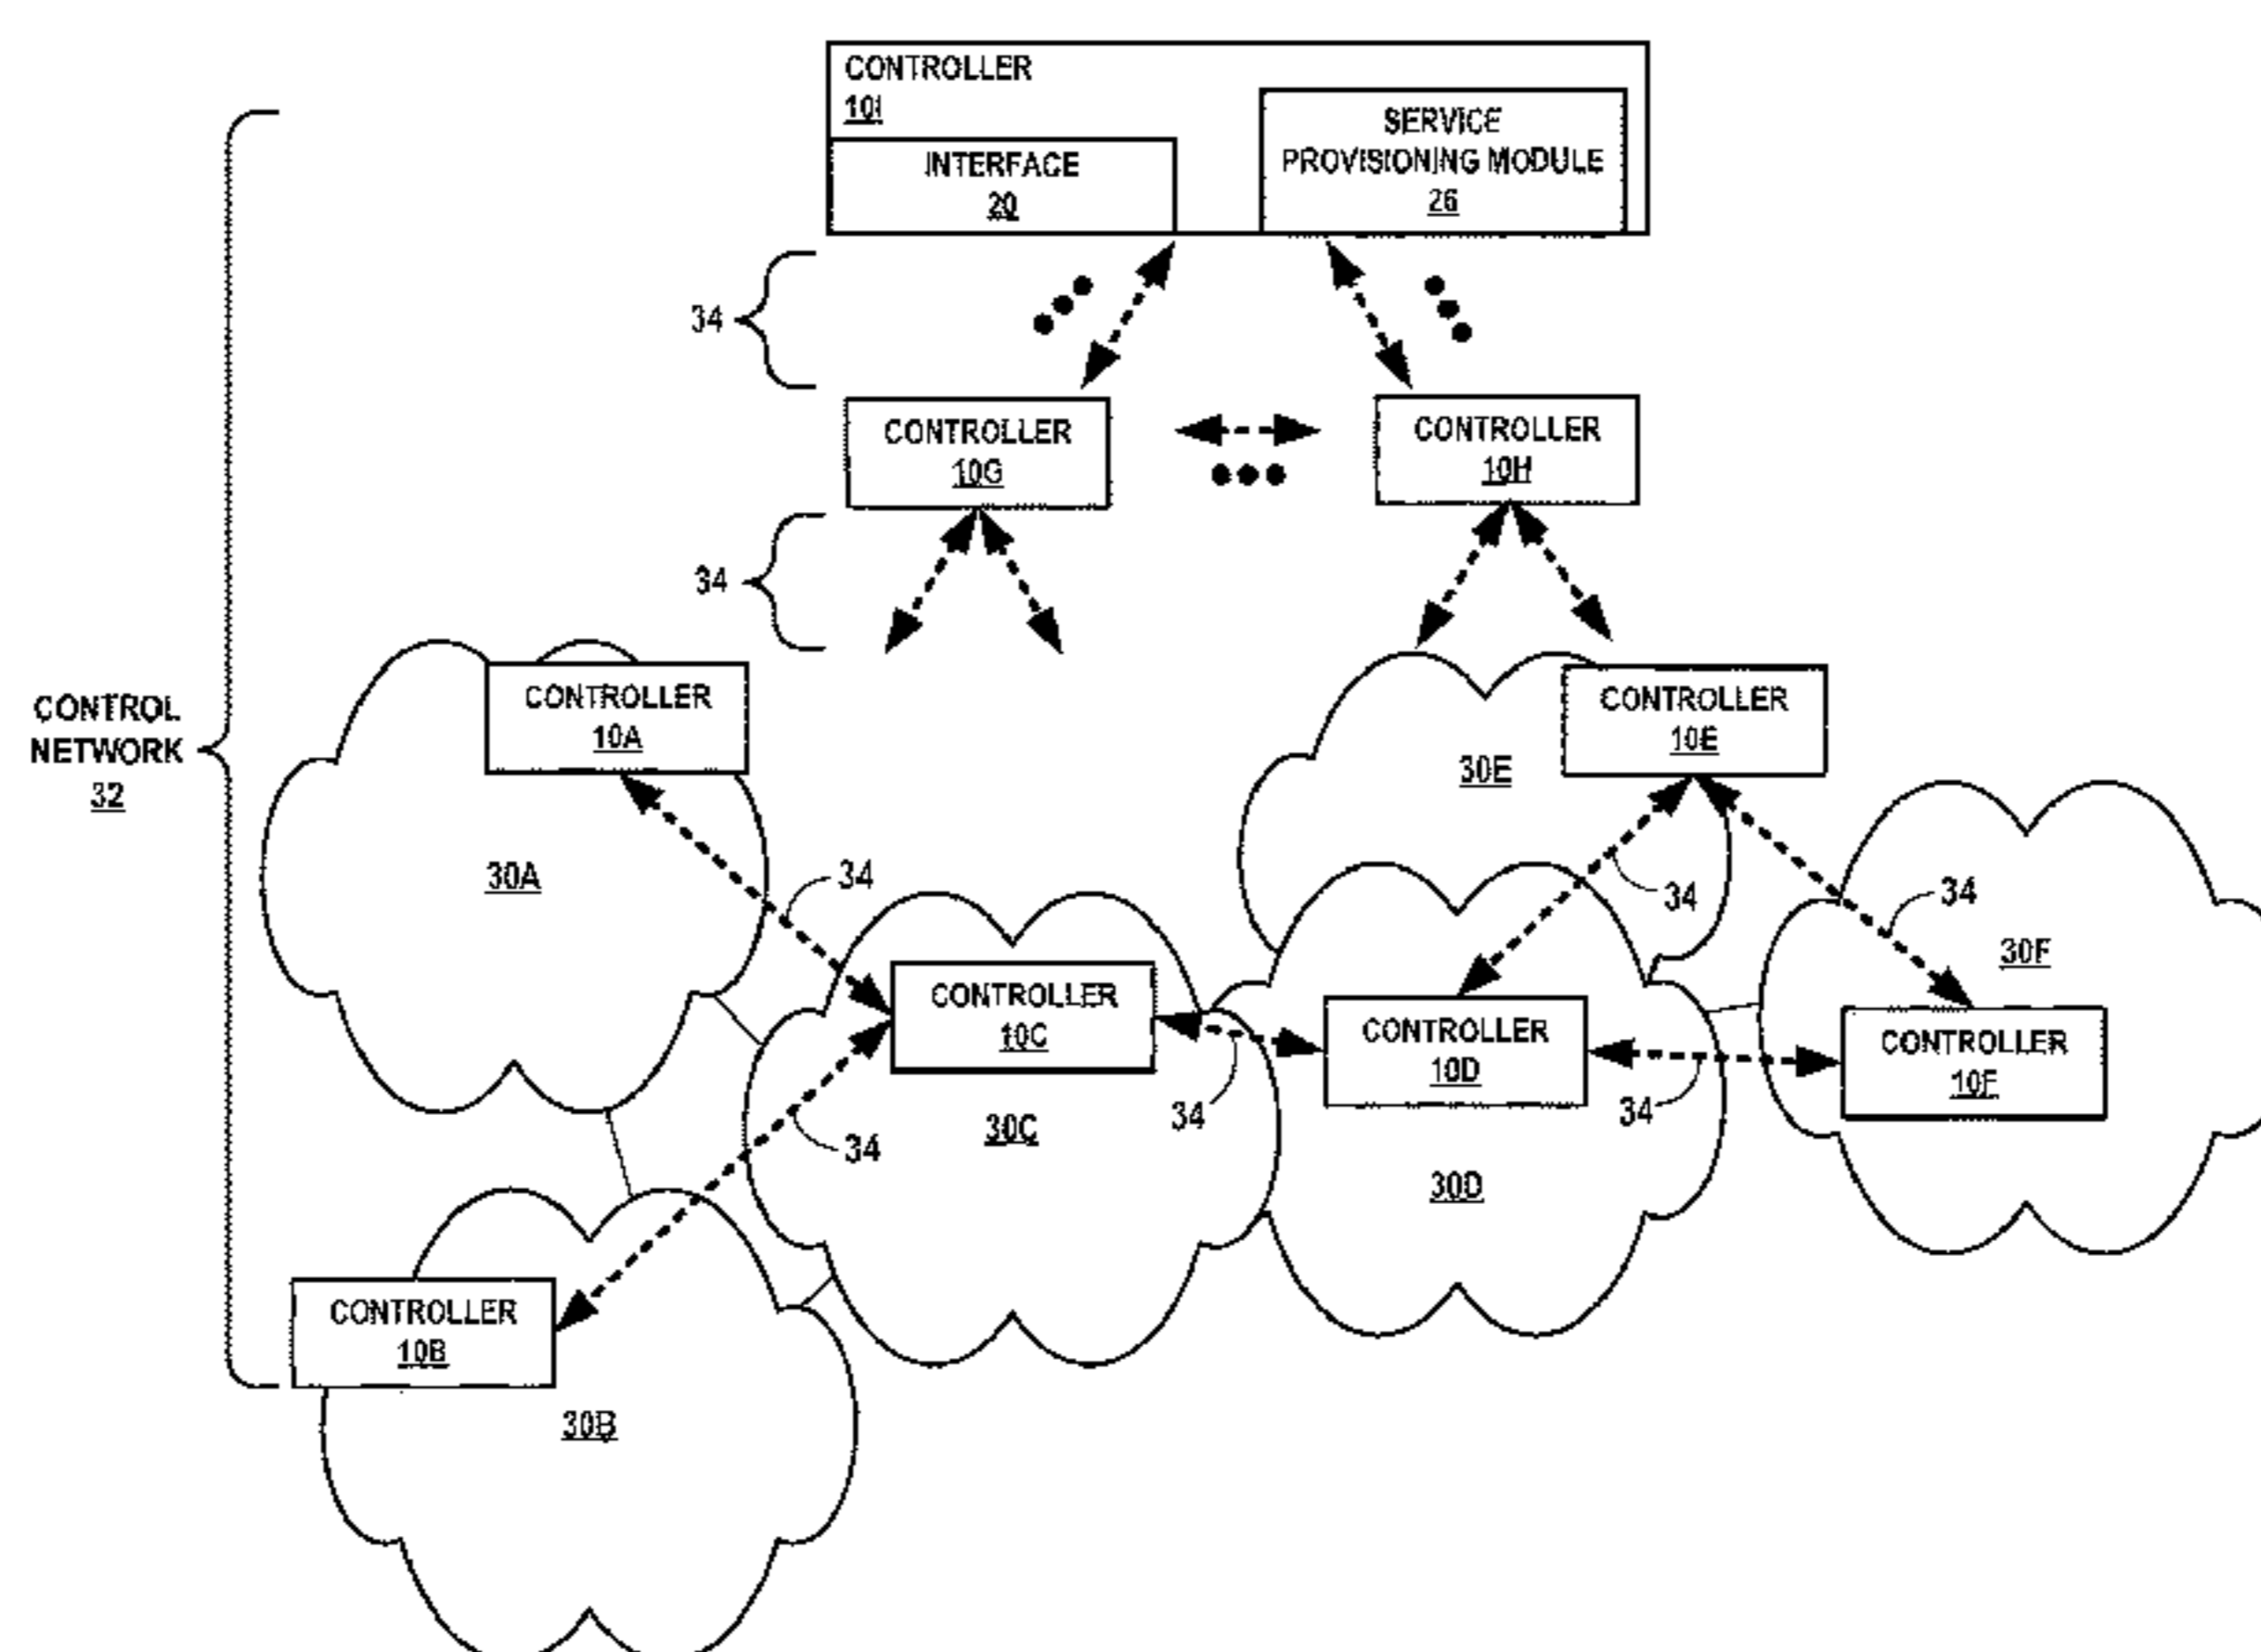 CONTROLLER
10I
INTERFACE
20
SERVICE
PROVISIONING MODULE
26
34
CONTROLLER
10G
CONTROLLER
10H
34
CONTROL
NETWORK
32
CONTROLLER
10A
CONTROLLER
10E
30E
30A
34
34
34
30F
CONTROLLER
10C
CONTROLLER
10D
CONTROLLER
10F
34
34
34
30C
30D
CONTROLLER
10B
30B